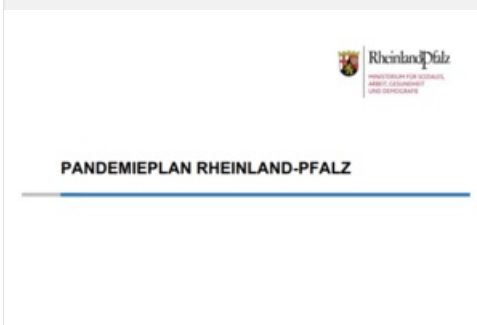 RheinlandPfalz
MINISTERIUM FÜR SOZIALES,
ARBEIT, GESUNDHEIT
UND DEMOGRAFIE
PANDEMIEPLAN RHEINLAND-PFALZ